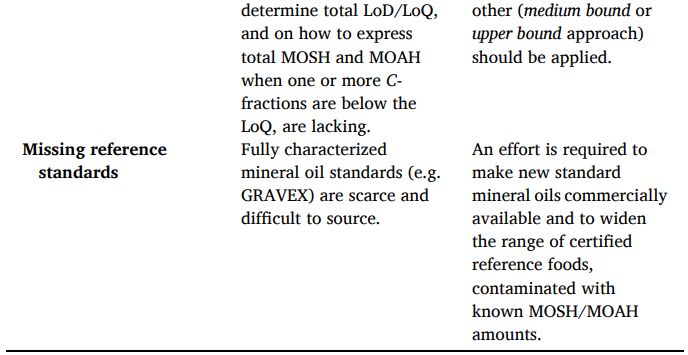 determine total LoD/LoQ,
and on how to express
total MOSH and MOAH
when one or more C-
fractions are below the
LoQ, are lacking.
other (medium bound or
upper bound approach)
should be applied.
Missing reference
standards
Fully characterized
mineral oil standards (e.g.
GRAVEX) are scarce and
difficult to source.
An effort is required to
make new standard
mineral oils commercially
available and to widen
the range of certified
reference foods,
contaminated with
known MOSH/MOAH
amounts.